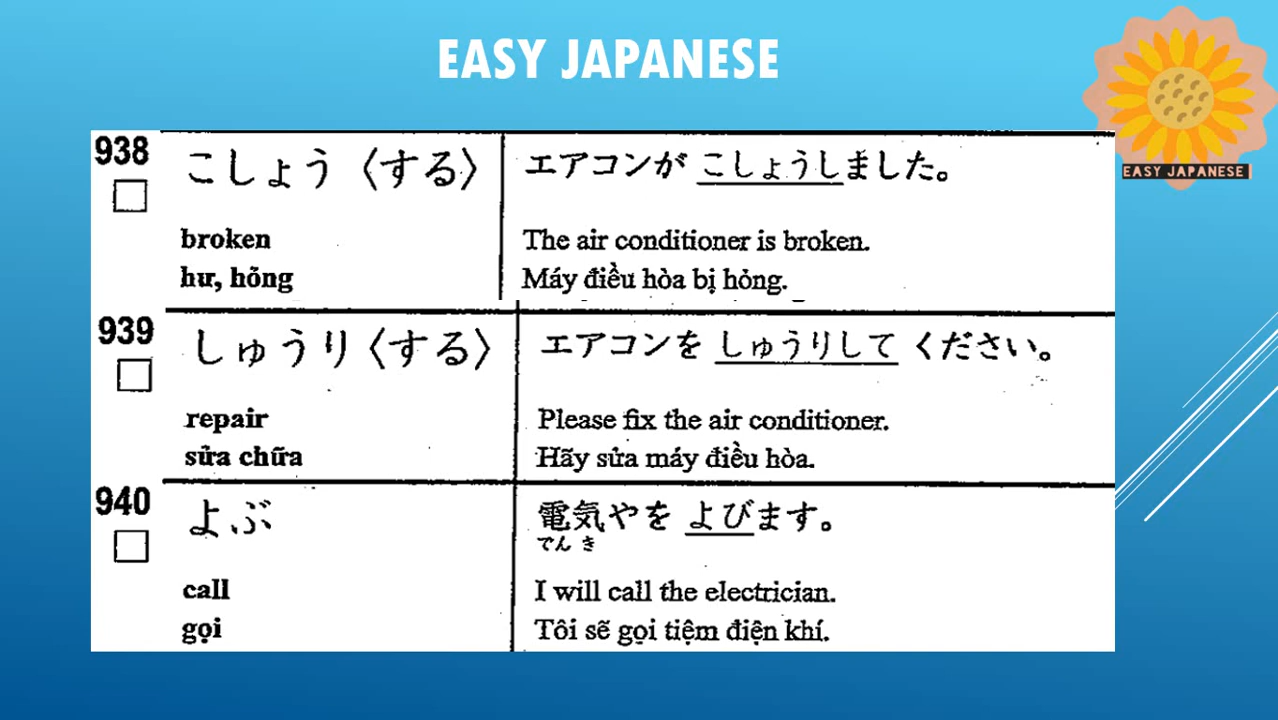 EASY JAPANESE
EASY JAPANESE
938
こしょう〈する〉
エアコンが こしょうしました。
broken
The air conditioner is broken.
hư, hỏng
Máy điều hòa bị hỏng.
939
しゅうり〈する〉
エアコンを しゅうりして ください。
repair
Please fix the air conditioner.
sửa chữa
Hãy sửa máy điều hòa.
940
よぶ
電気やを よびます。
でん き
call
I will call the electrician.
gọi
Tôi sẽ gọi tiệm điện khí.